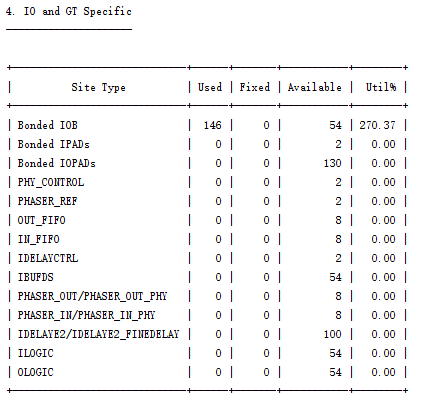 4. IO and GT Specific
---------------------
+----------------------------+------+-------+-----------+--------+
| Site Type | Used | Fixed | Available | Util% |
+----------------------------+------+-------+-----------+--------+
| Bonded IOB | 146 | 0 | 54 | 270.37 |
| Bonded IPADs | 0 | 0 | 2 | 0.00 |
| Bonded IOPADs | 0 | 0 | 130 | 0.00 |
| PHY_CONTROL | 0 | 0 | 2 | 0.00 |
| PHASER_REF | 0 | 0 | 2 | 0.00 |
| OUT_FIFO | 0 | 0 | 8 | 0.00 |
| IN_FIFO | 0 | 0 | 8 | 0.00 |
| IDELAYCTRL | 0 | 0 | 2 | 0.00 |
| IBUFDS | 0 | 0 | 54 | 0.00 |
| PHASER_OUT/PHASER_OUT_PHY | 0 | 0 | 8 | 0.00 |
| PHASER_IN/PHASER_IN_PHY | 0 | 0 | 8 | 0.00 |
| IDELAYE2/IDELAYE2_FINEDELAY | 0 | 0 | 100 | 0.00 |
| ILOGIC | 0 | 0 | 54 | 0.00 |
| OLOGIC | 0 | 0 | 54 | 0.00 |
+----------------------------+------+-------+-----------+--------+